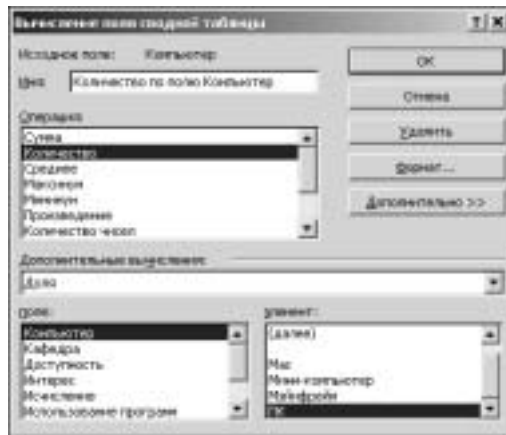 Вычисление поля сводной таблицы
Исходное поле: Компьютер
Имя: Количество по полю Компьютер
ОК
Отмена
Удалить
Формат...
Дополнительно >>
Операция:
Сумма
Количество
Среднее
Максимум
Минимум
Произведение
Количество чисел
Дополнительные вычисления:
Доля
поле:
Компьютер
Кафедра
Доступность
Интерес
Исчисление
Использование программ
элемент:
(далее)
Mac
Мини-компьютер
Мэйнфрейм
ПК